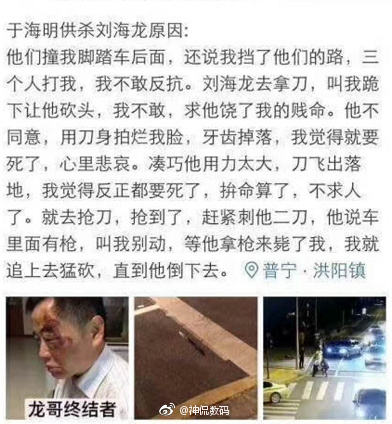 于海明供杀刘海龙原因:
他们撞我脚踏车后面，还说我挡了他们的路，三
个人打我，我不敢反抗。刘海龙去拿刀，叫我跪
下让他砍头，我不敢，求他饶了我的贱命。他不
同意，用刀身拍烂我脸，牙齿掉落，我觉得就要
死了，心里悲哀。凑巧他用力太大，刀飞出落
地，我觉得反正都要死了，拚命算了，不求人
了。就去抢刀，抢到了，赶紧刺他二刀，他说车
里面有枪，叫我别动，等他拿枪来毙了我，我就
追上去猛砍，直到他倒下去。 普宁·洪阳镇
龙哥终结者
@神侃数码